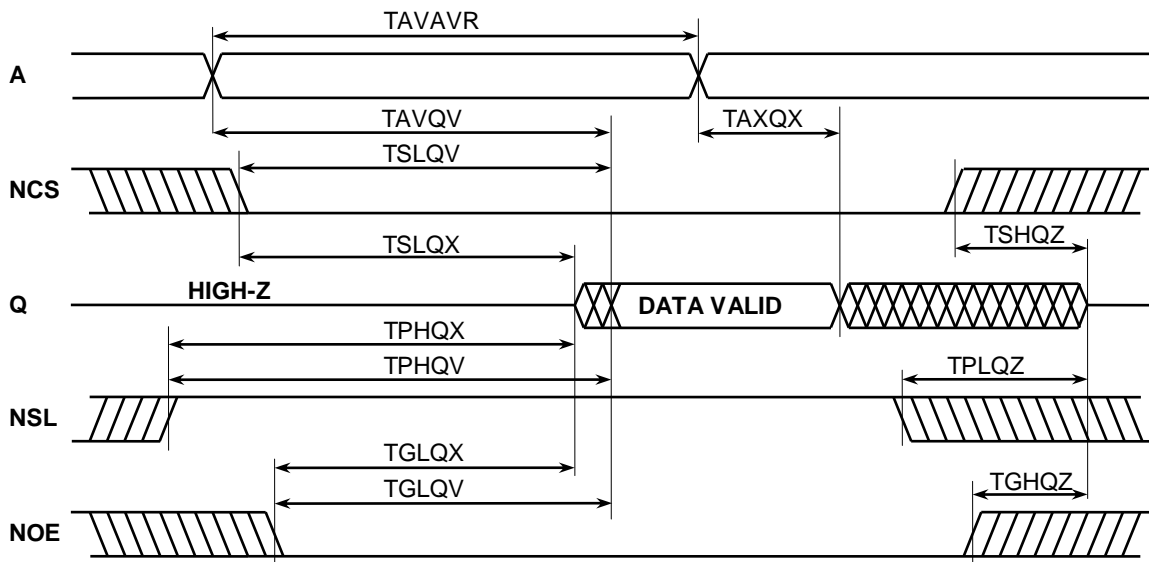 TAVAVR
A
TAVQV
TAXQX
TSLQV
NCS
TSLQX
TSHQZ
Q
HIGH-Z
DATA VALID
TPHQX
TPHQV
TPLQZ
NSL
TGLQX
TGLQV
TGHQZ
NOE